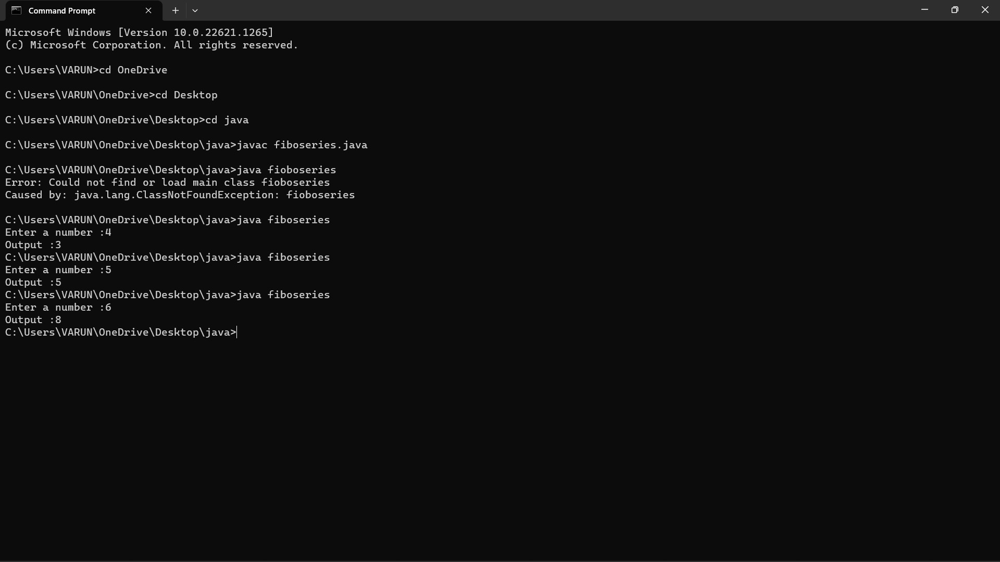 Command Prompt
Microsoft Windows [Version 10.0.22621.1265]
(c) Microsoft Corporation. All rights reserved.
C:\Users\VARUN>cd OneDrive
C:\Users\VARUN\OneDrive>cd Desktop
C:\Users\VARUN\OneDrive\Desktop>cd java
C:\Users\VARUN\OneDrive\Desktop\java>javac fiboseries.java
C:\Users\VARUN\OneDrive\Desktop\java>java fioboseries
Error: Could not find or load main class fioboseries
Caused by: java.lang.ClassNotFoundException: fioboseries
C:\Users\VARUN\OneDrive\Desktop\java>java fiboseries
Enter a number :4
Output :3
C:\Users\VARUN\OneDrive\Desktop\java>java fiboseries
Enter a number :5
Output :5
C:\Users\VARUN\OneDrive\Desktop\java>java fiboseries
Enter a number :6
Output :8
C:\Users\VARUN\OneDrive\Desktop\java>